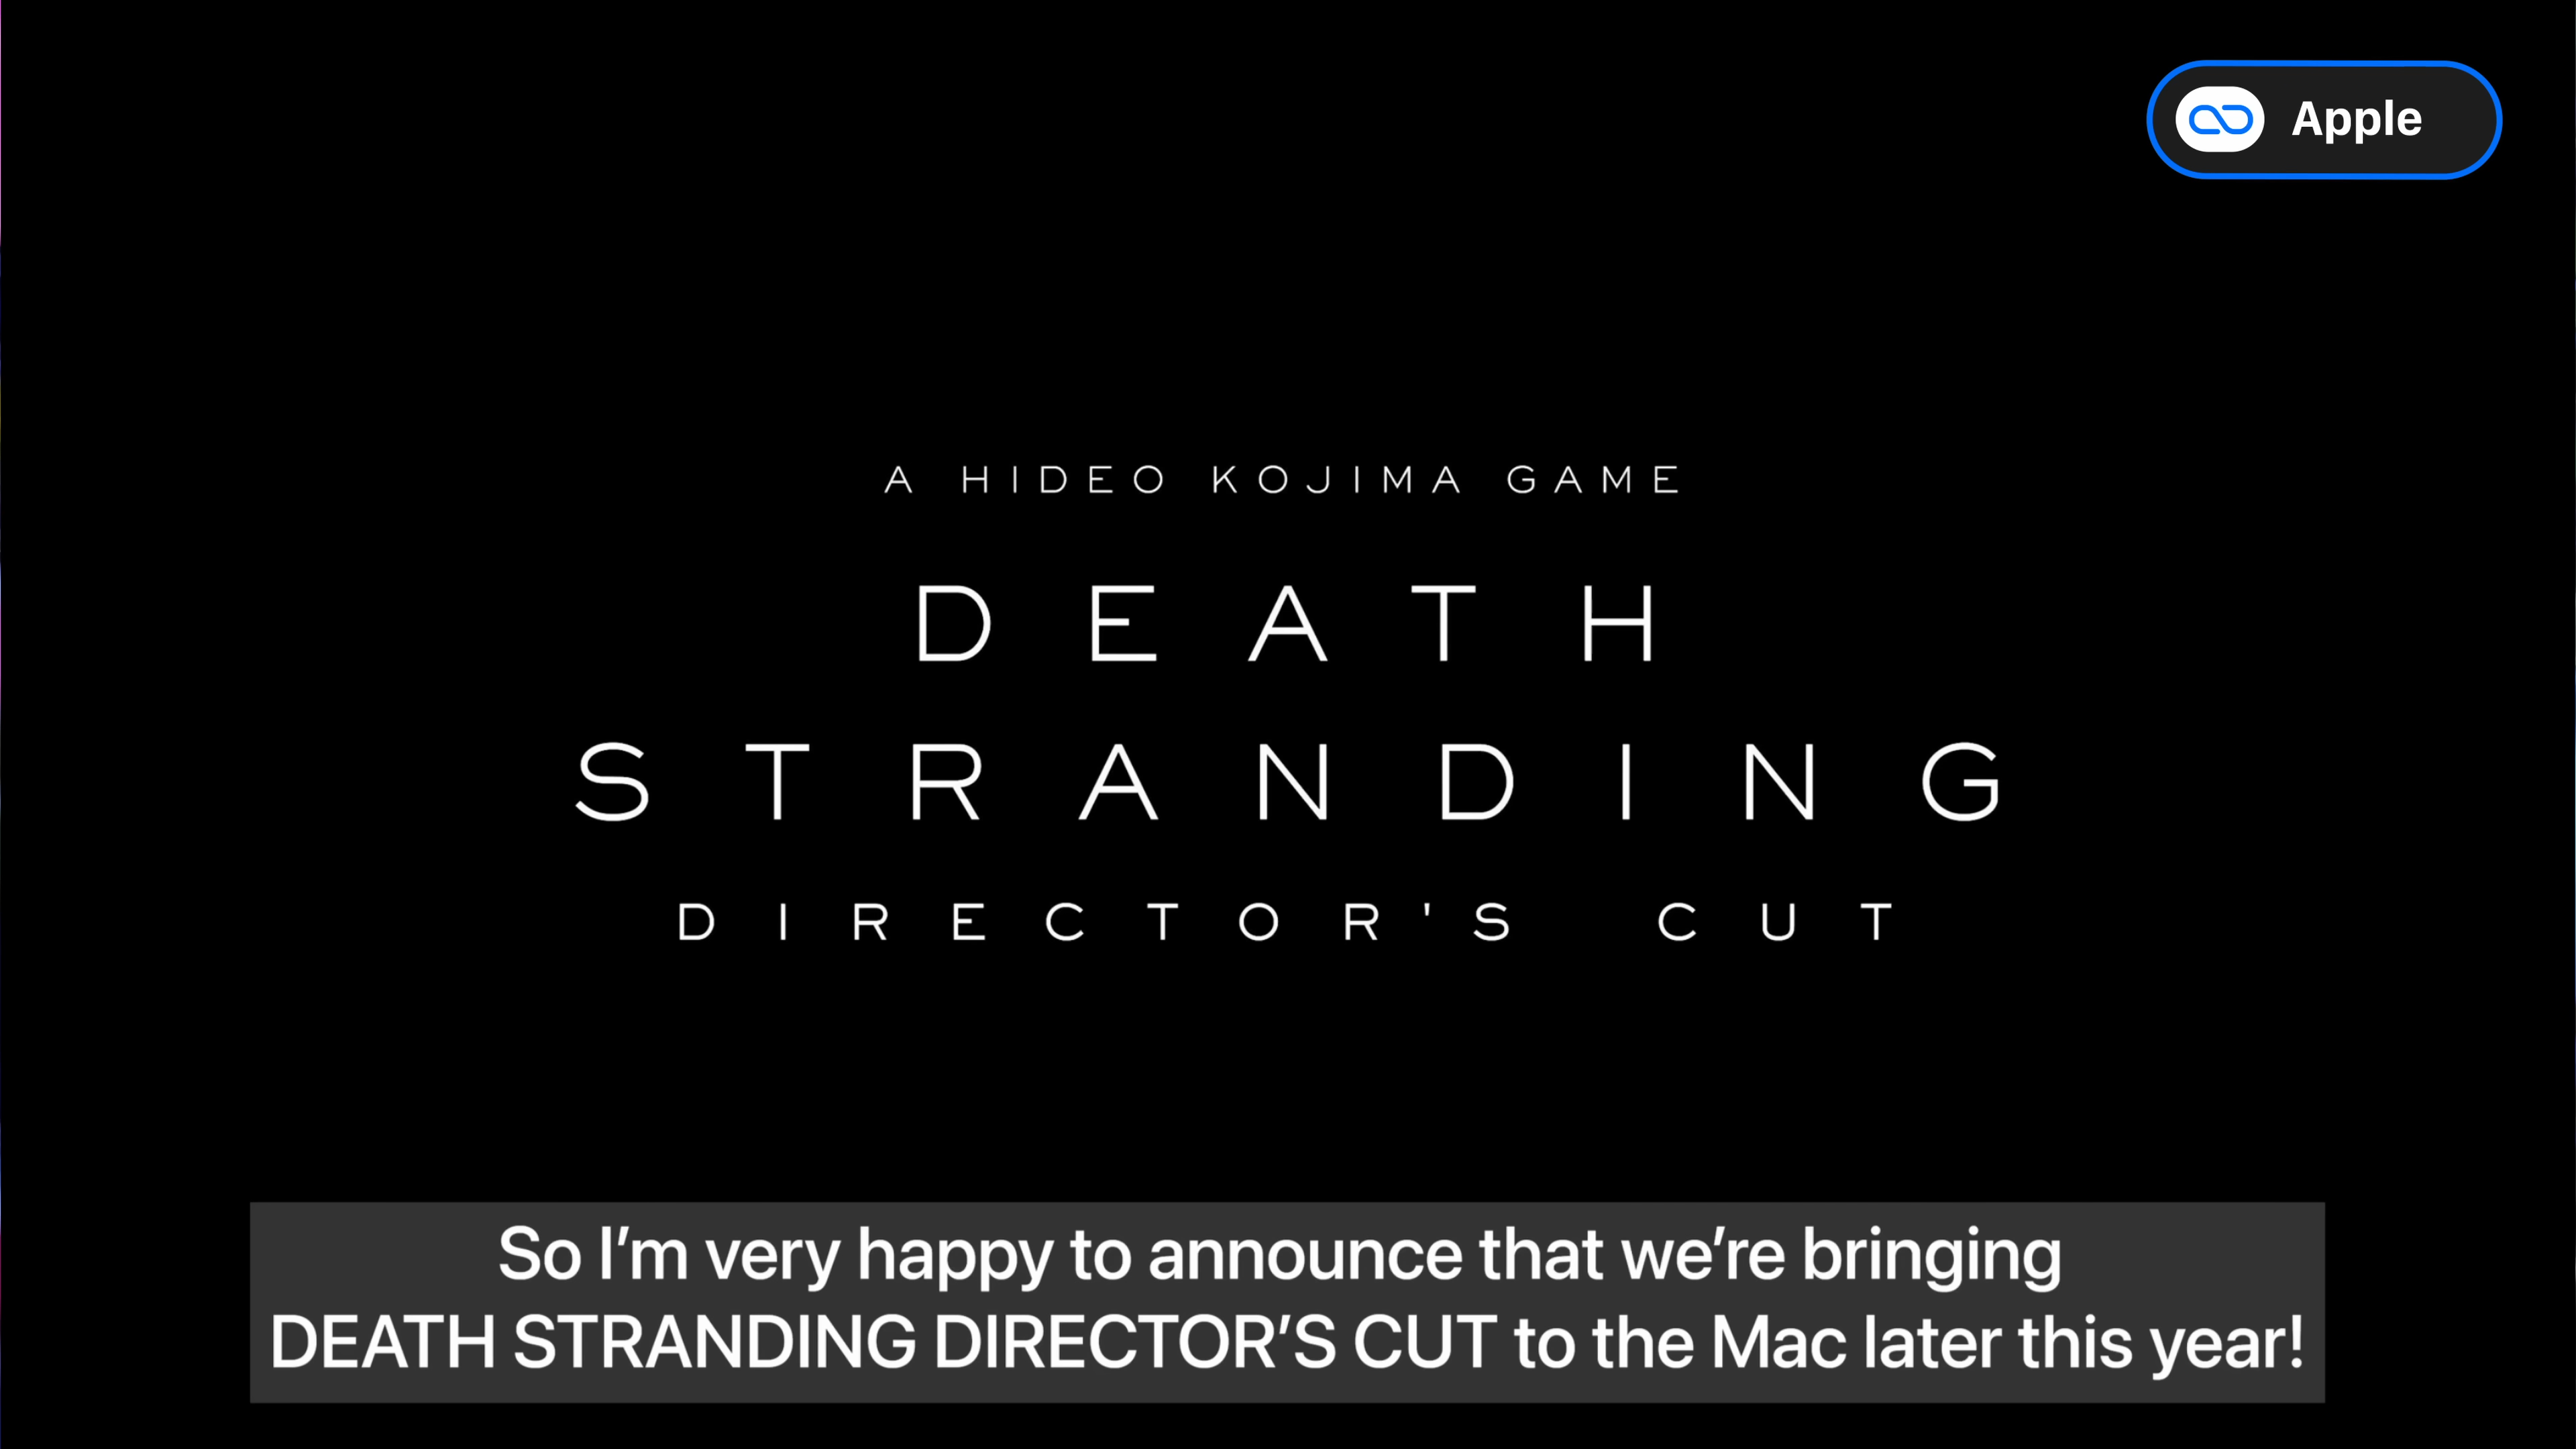 Apple
A HIDEO KOJIMA GAME
DEATH
STRANDING
DIRECTOR'S CUT
So I’m very happy to announce that we’re bringing
DEATH STRANDING DIRECTOR’S CUT to the Mac later this year!